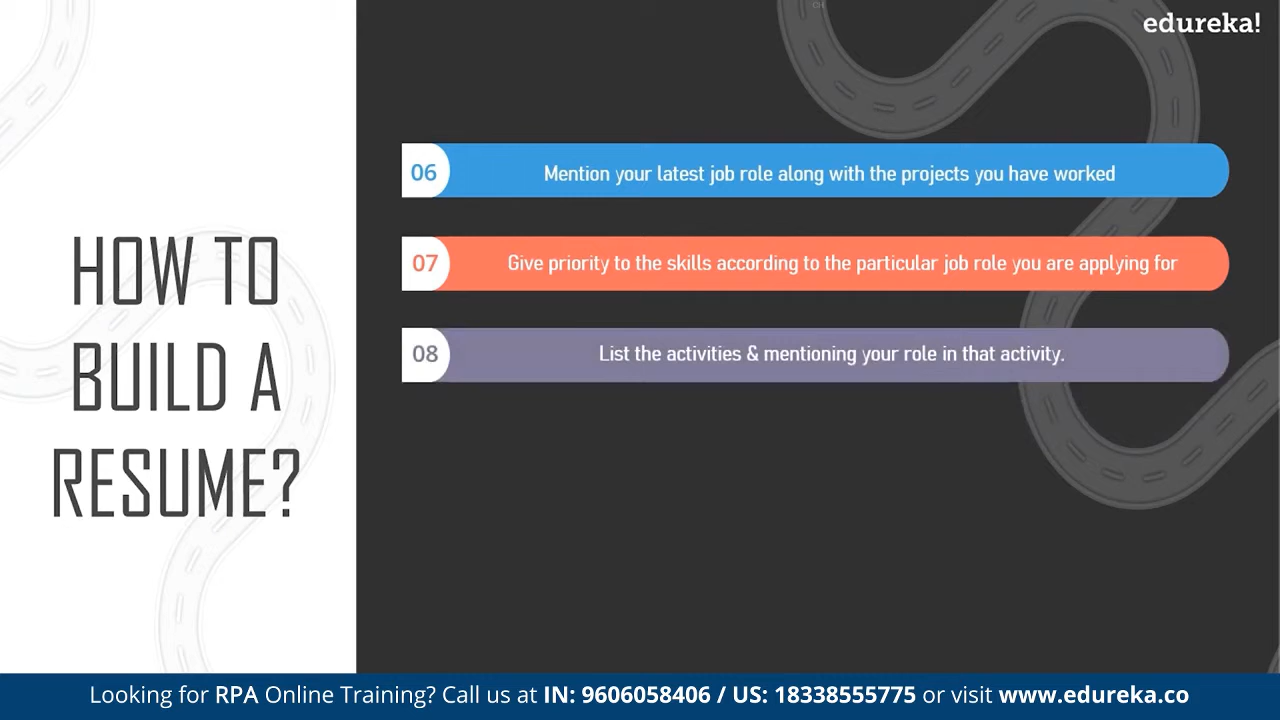 edureka!
HOW TO
BUILD A
RESUME?
06 Mention your latest job role along with the projects you have worked
07 Give priority to the skills according to the particular job role you are applying for
08 List the activities & mentioning your role in that activity.
Looking for RPA Online Training? Call us at IN: 9606058406 / US: 18338555775 or visit www.edureka.co